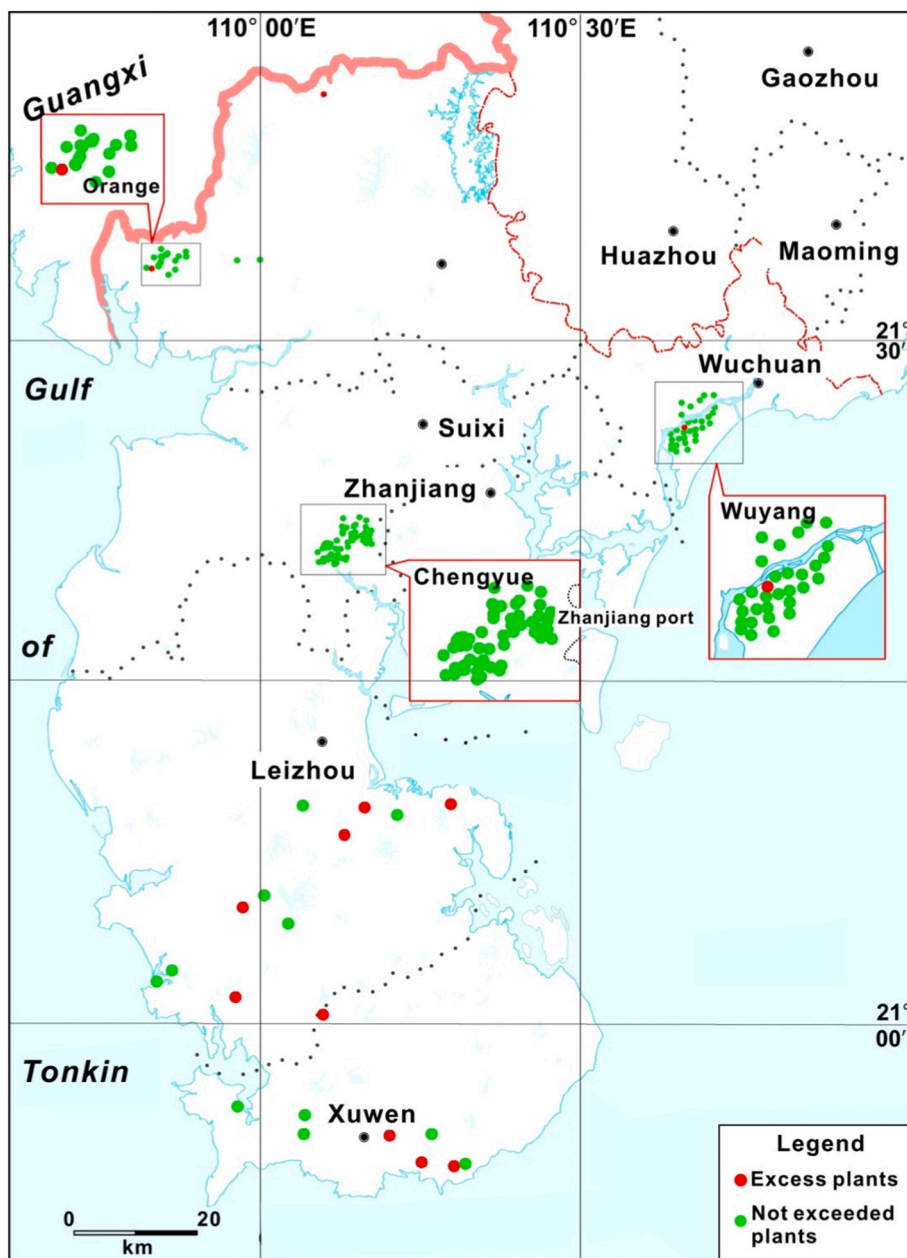 110° 00′E
110° 30′E
Guangxi
Gaozhou
Orange
Huazhou
Maoming
21°
30′
Gulf
Wuchuan
Suixi
Zhanjiang
Wuyang
Chengyue
Zhanjiang port
of
Leizhou
21°
00′
Tonkin
Xuwen
Legend
Excess plants
Not exceeded
plants
0 20
km